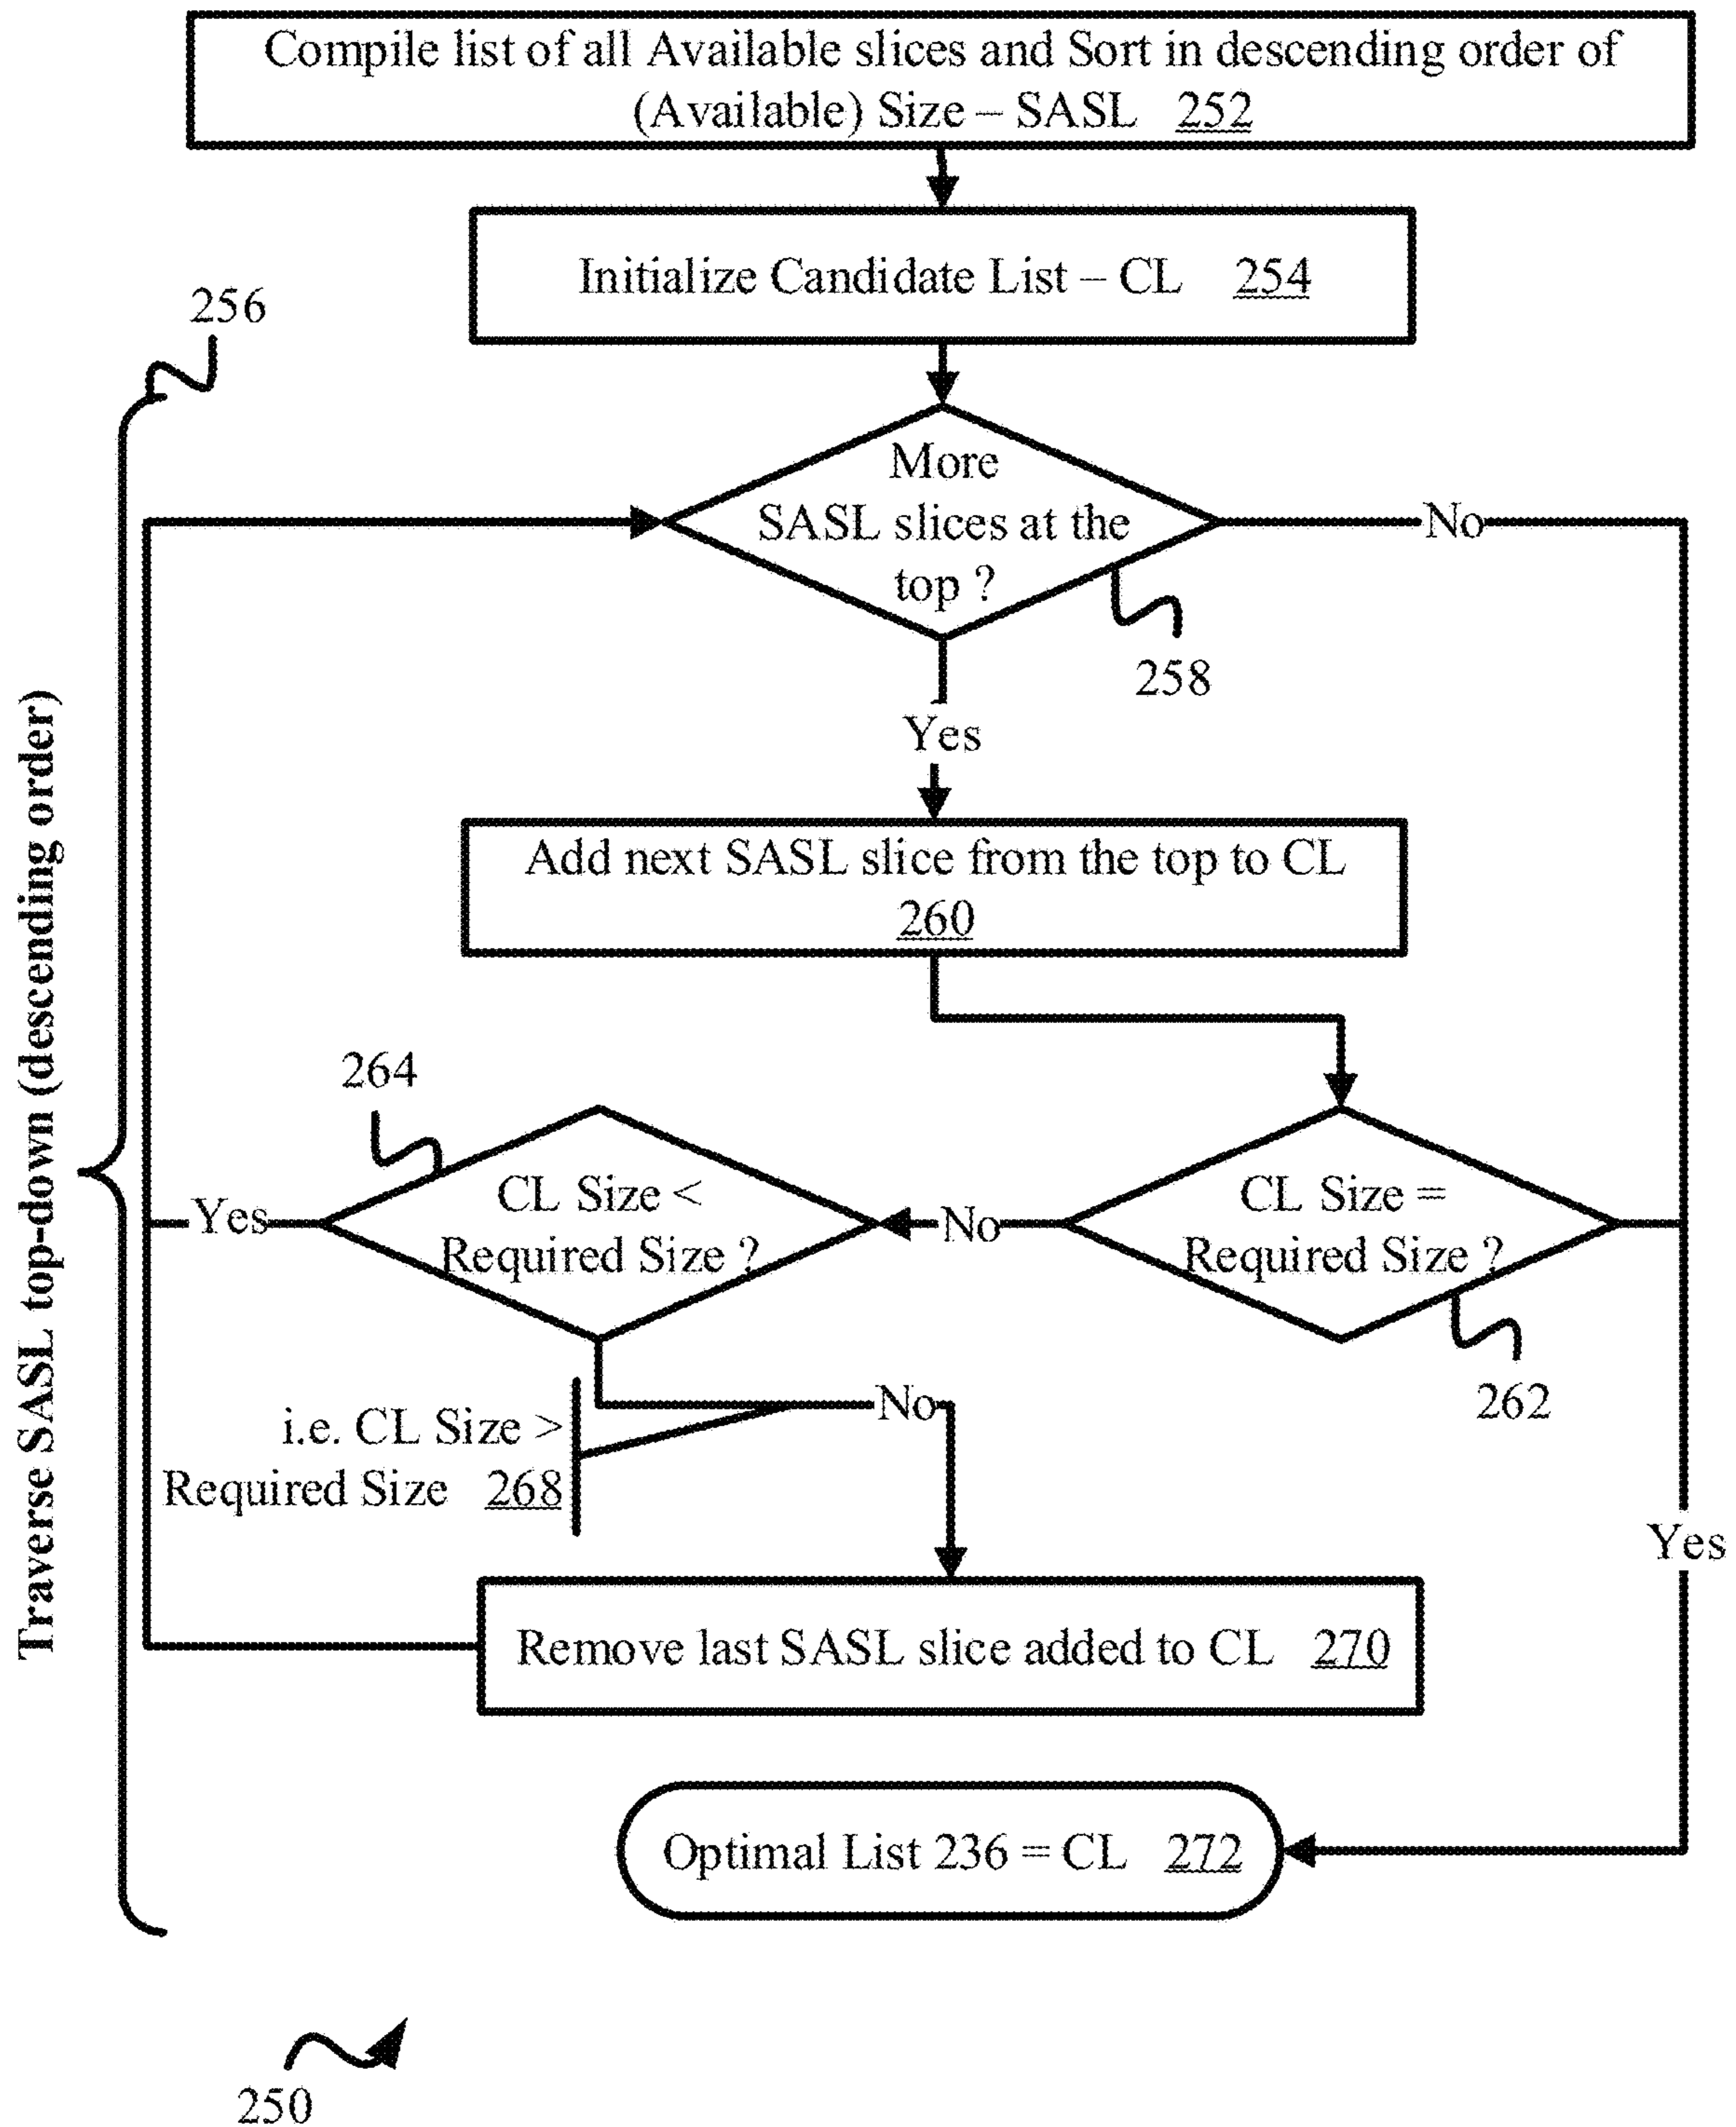 Compile list of all Available slices and Sort in descending order of
(Available) Size – SASL 252
Initialize Candidate List – CL 254
256
More
SASL slices at the
top ?
No
258
Yes
Add next SASL slice from the top to CL
260
Traverse SASL top-down (descending order)
264
CL Size <
Required Size ?
Yes
No
CL Size =
Required Size ?
262
No
i.e. CL Size >
Required Size 268
Yes
Remove last SASL slice added to CL 270
Optimal List 236 = CL 272
250